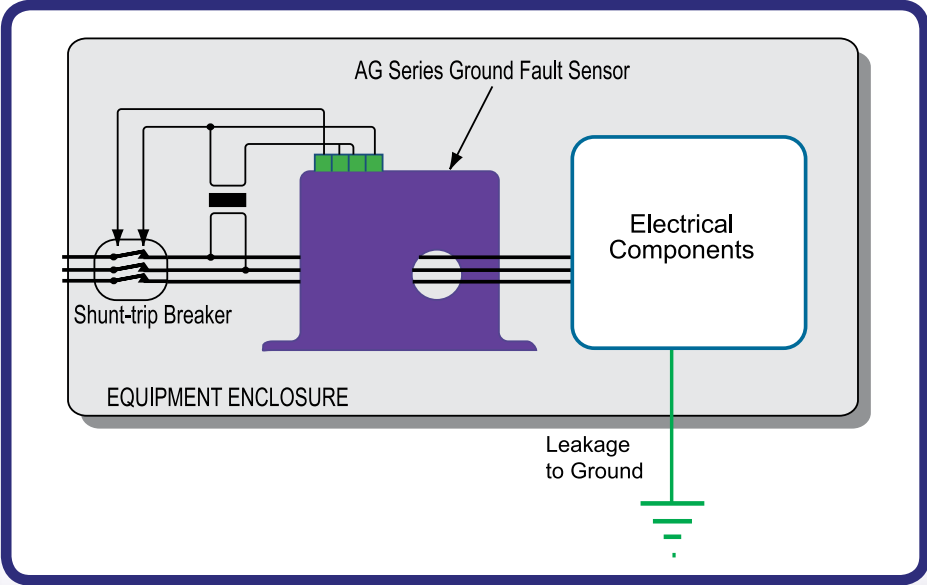 AG Series Ground Fault Sensor
Electrical
Components
Shunt-trip Breaker
EQUIPMENT ENCLOSURE
Leakage
to Ground